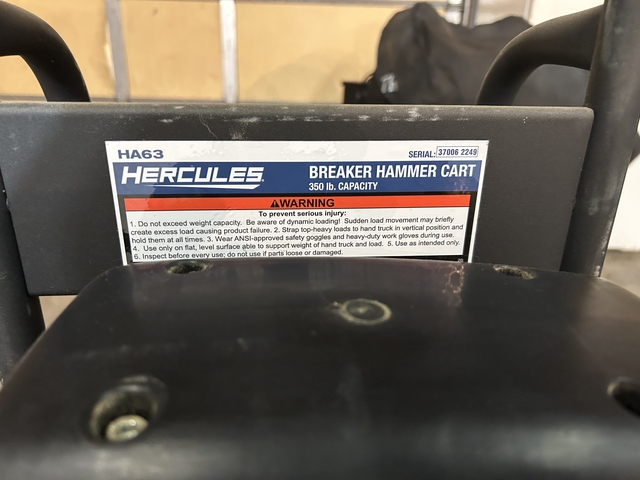 HA63
SERIAL: 37006 2249
HERCULES
BREAKER HAMMER CART
350 lb. CAPACITY
⚠WARNING
To prevent serious injury:
1. Do not exceed weight capacity. Be aware of dynamic loading! Sudden load movement may briefly
create excess load causing product failure. 2. Strap top-heavy loads to hand truck in vertical position and
hold them at all times. 3. Wear ANSI-approved safety goggles and heavy-duty work gloves during use.
4. Use only on flat, level surface able to support weight of hand truck and load. 5. Use as intended only.
6. Inspect before every use; do not use if parts loose or damaged.